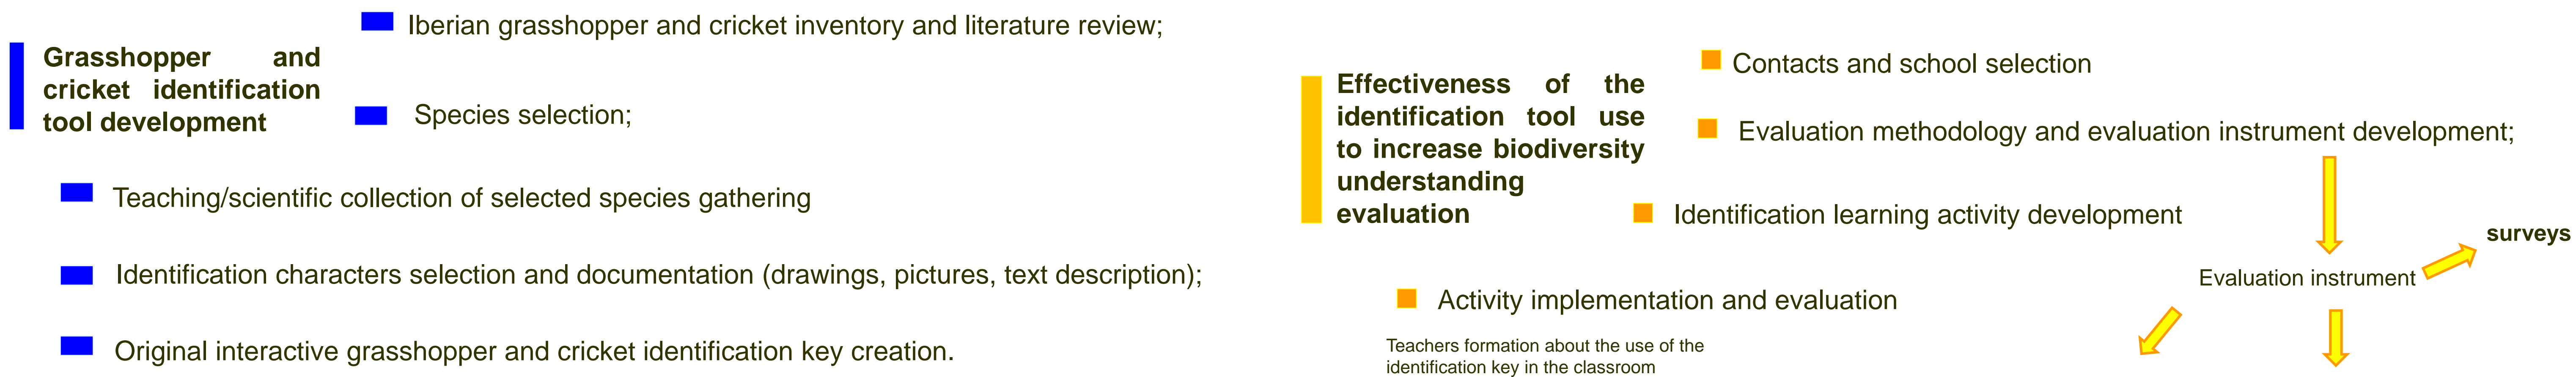 Grasshopper and
cricket identification
tool development
Iberian grasshopper and cricket inventory and literature review;
Species selection;
Teaching/scientific collection of selected species gathering
Identification characters selection and documentation (drawings, pictures, text description);
Original interactive grasshopper and cricket identification key creation.
Effectiveness of the
identification tool use
to increase biodiversity
understanding
evaluation
Contacts and school selection
Evaluation methodology and evaluation instrument development;
Identification learning activity development
surveys
Evaluation instrument
Activity implementation and evaluation
Teachers formation about the use of the
identification key in the classroom